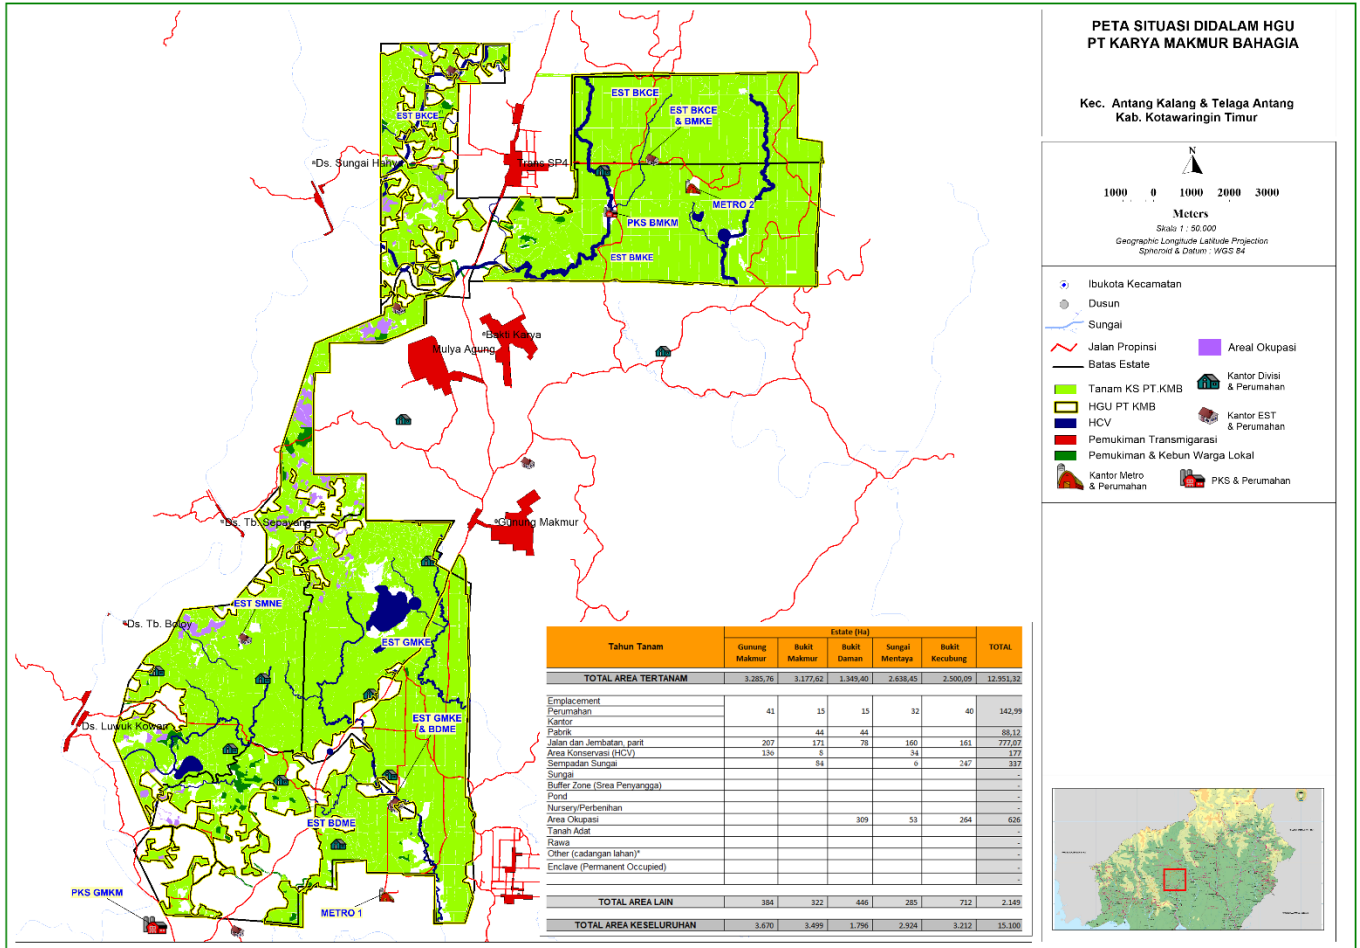 PETA SITUASI DIDALAM HGU
PT KARYA MAKMUR BAHAGIA
Kec. Antang Kalang & Telaga Antang
Kab. Kotawaringin Timur
N
1000 0 1000 2000 3000
Meters
Skala 1 : 50.000
Geographic Longitude Latitude Projection
Spheroid & Datum : WGS 84
Ibukota Kecamatan
Dusun
Sungai
Jalan Propinsi
Areal Okupasi
Batas Estate
Kantor Divisi
& Perumahan
Tanam KS PT.KMB
HGU PT KMB
Kantor EST
& Perumahan
HCV
Pemukiman Transmigarasi
Pemukiman & Kebun Warga Lokal
Kantor Metro
& Perumahan
PKS & Perumahan
EST BKCE
EST BKCE
EST BKCE
& BMKE
Ds. Sungai Hanya
Trans SP4
METRO 2
PKS BMKM
EST BMKE
Bakti Karya
Mulya Agung
Ds. Tb. Sepayang
Gunung Makmur
EST SMNE
Ds. Tb. Boloy
EST GMKE
EST GMKE
& BDME
Ds. Luwuk Kowan
EST BDME
PKS GMKM
METRO 1
Tahun Tanam Estate (Ha) TOTAL
Gunung Makmur Bukit Makmur Bukit Daman Sungai Mentaya Bukit Kecubung
TOTAL AREA TERTANAM 3.285,76 3.177,62 1.349,40 2.638,45 2.500,09 12.951,32
Emplacement
Perumahan 41 15 15 32 40 142,99
Kantor
Pabrik 44 44 88,12
Jalan dan Jembatan, parit 207 171 78 160 161 777,07
Area Konservasi (HCV) 136 8 34 177
Sempadan Sungai 84 6 247 337
Sungai -
Buffer Zone (Srea Penyangga) -
Pond -
Nursery/Perbenihan -
Area Okupasi 309 53 264 626
Tanah Adat -
Rawa -
Other (cadangan lahan)* -
Enclave (Permanent Occupied) -
-
TOTAL AREA LAIN 384 322 446 285 712 2.149
TOTAL AREA KESELURUHAN 3.670 3.499 1.796 2.924 3.212 15.100